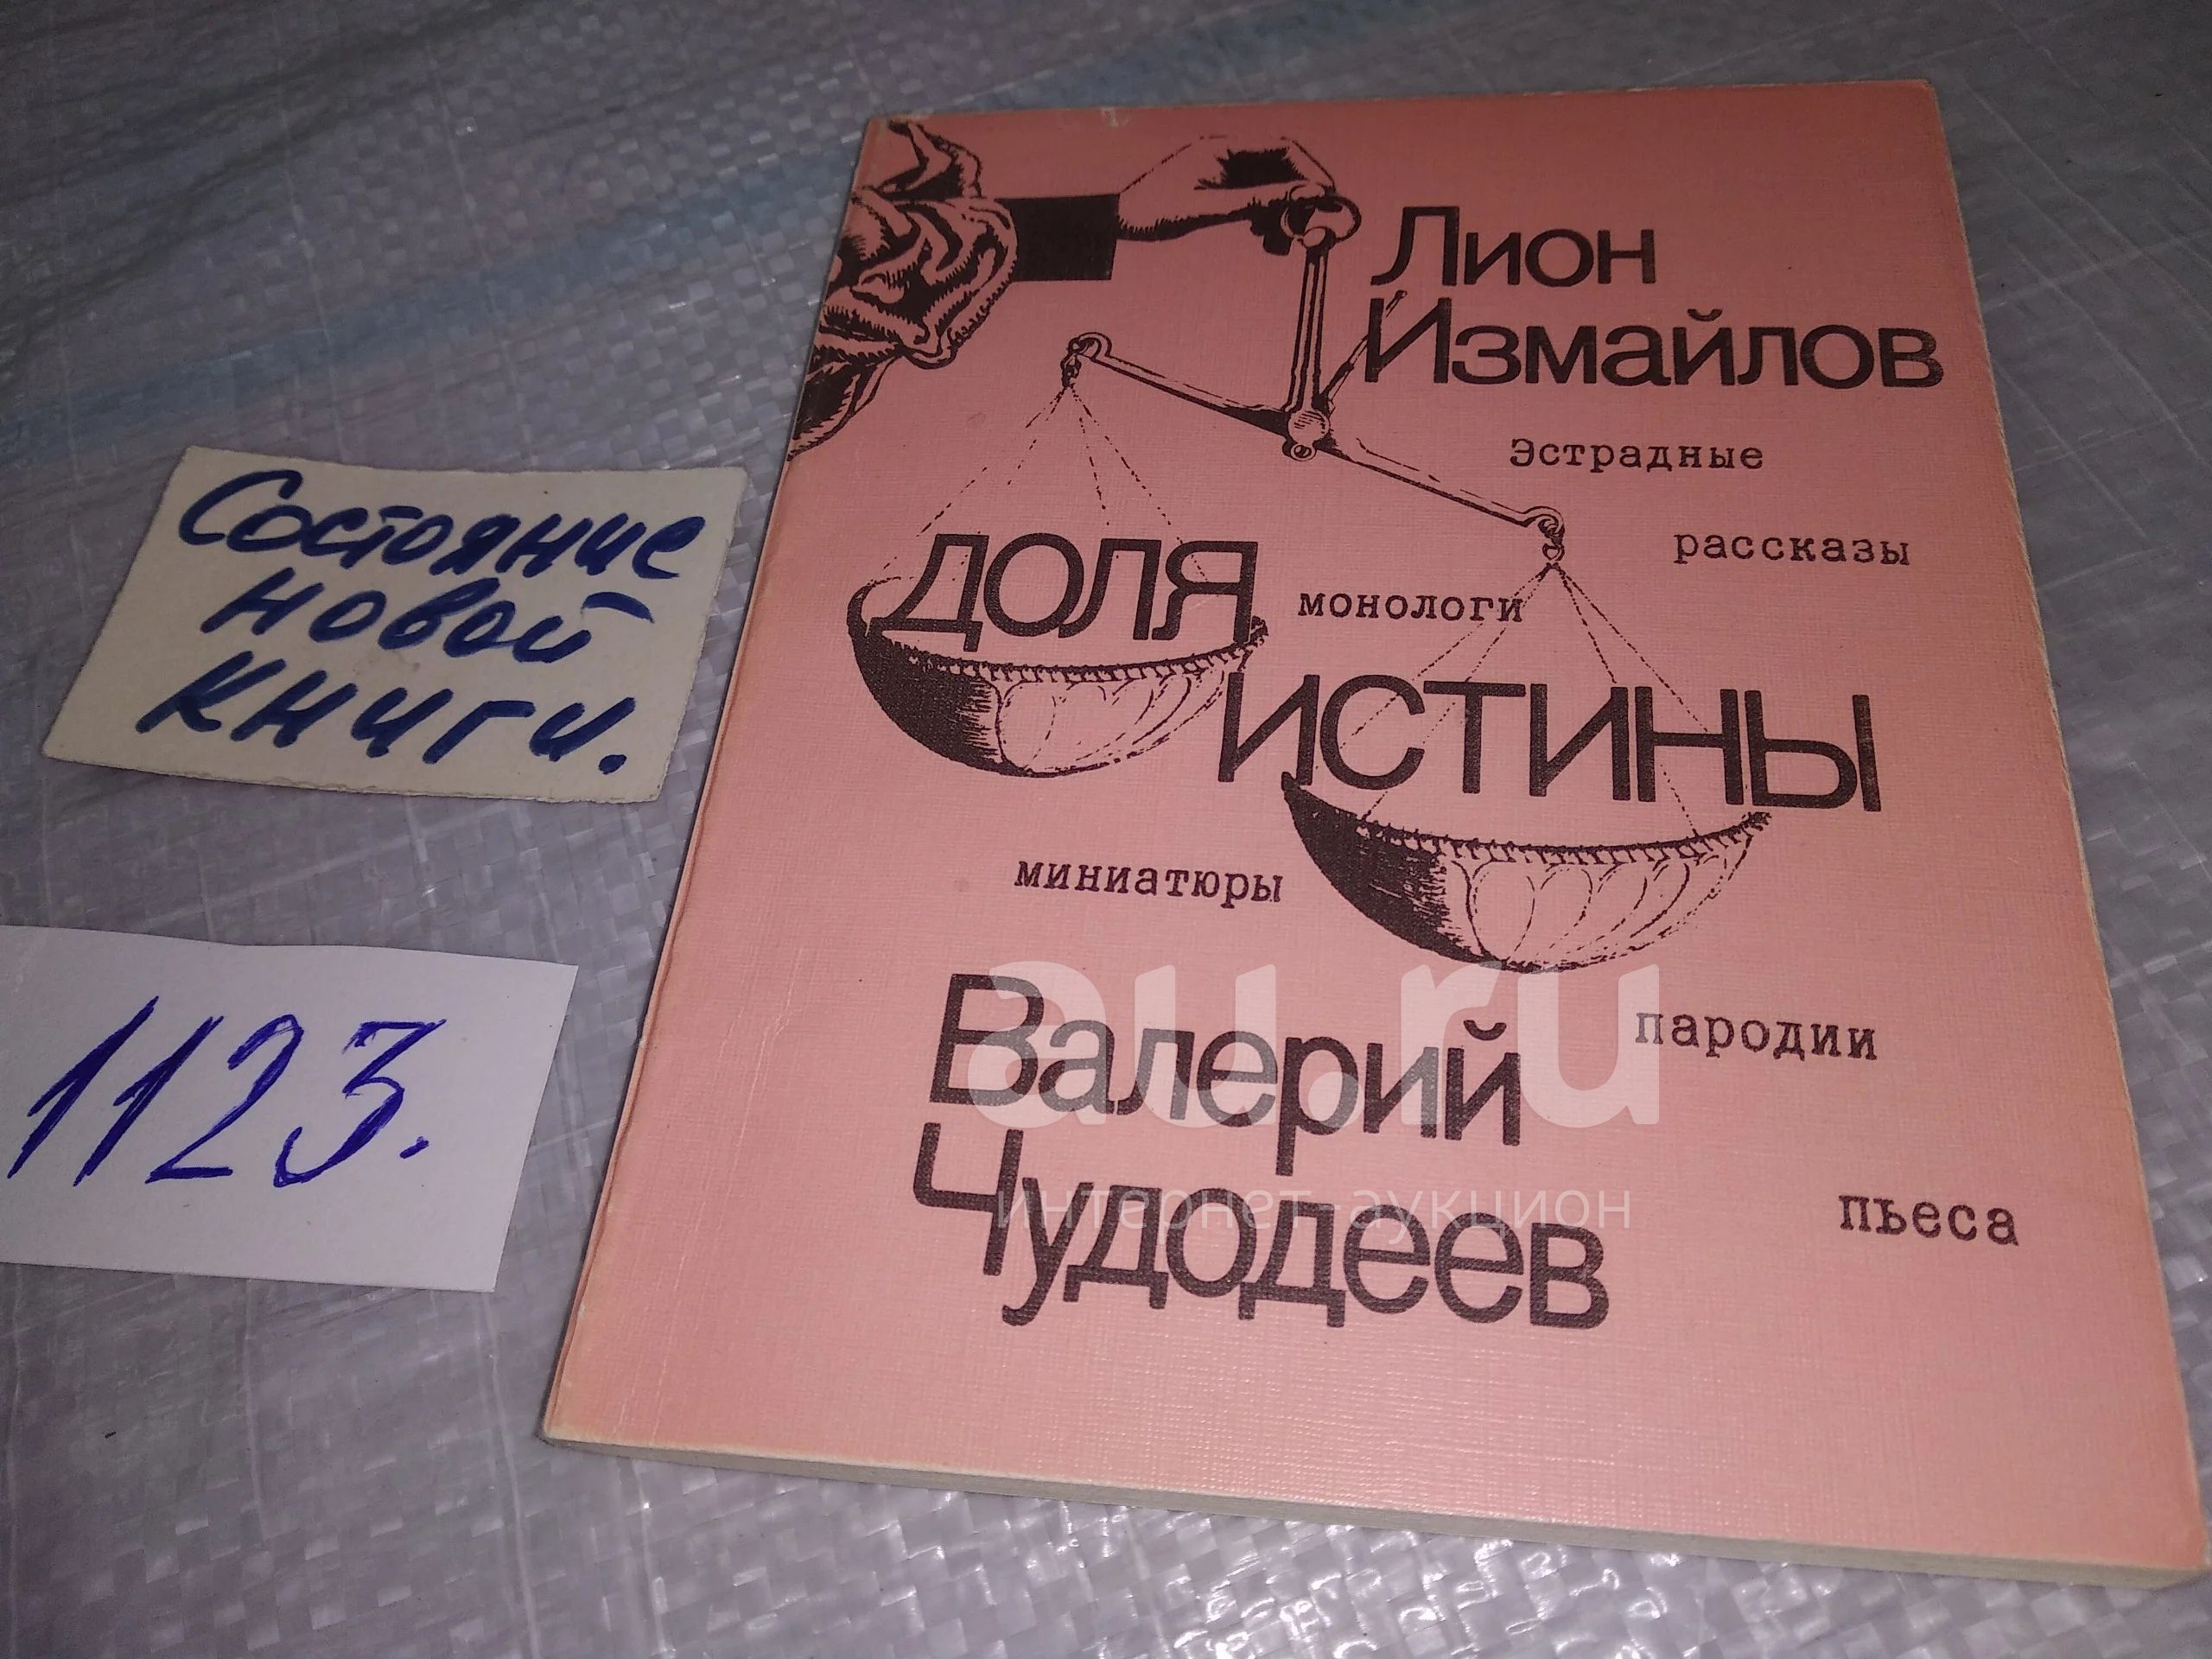 Лион
Измайлов
Эстрадные
рассказы
ДОЛЯ
монологи
ИСТИНЫ
миниатюры
пародии
Валерий
Чудодеев
пьеса
Состояние
новой
книги.
1123.
au.ru
интернет-аукцион